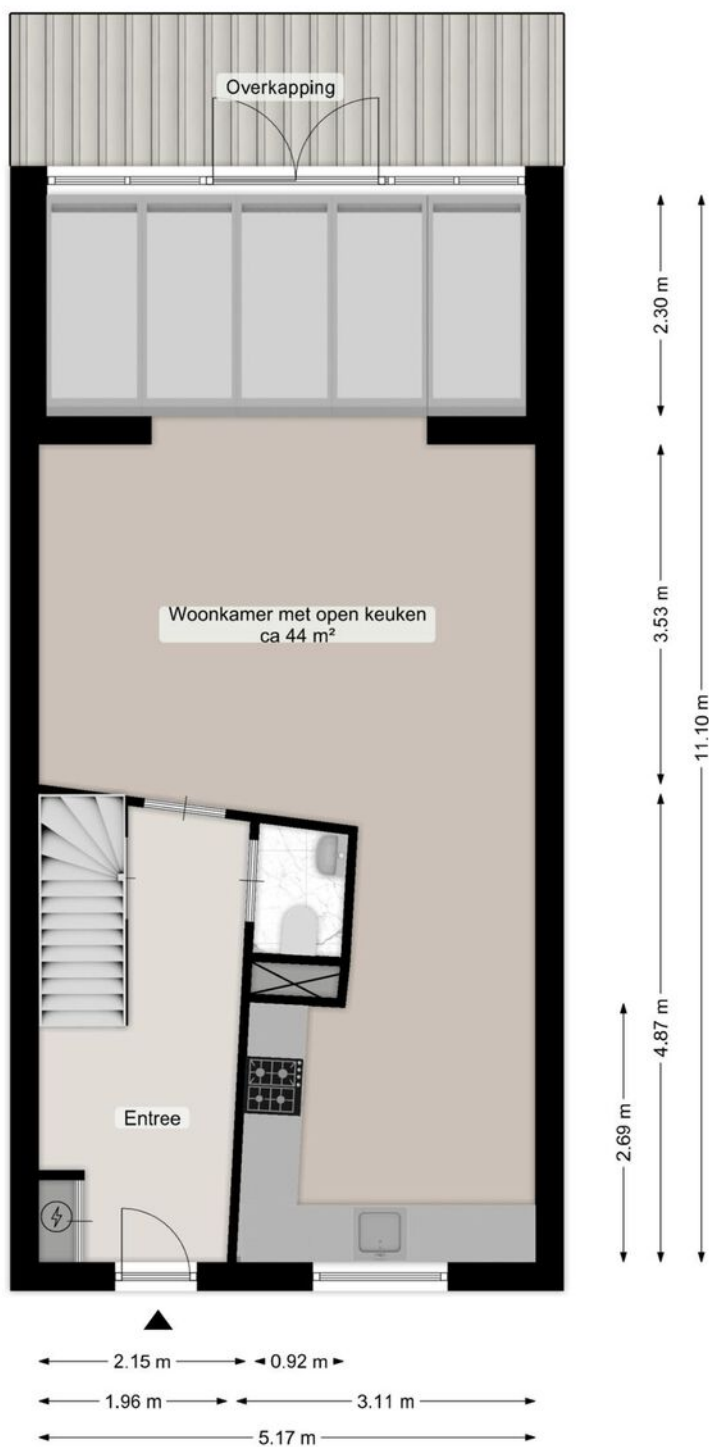 Overkapping
2.30 m
Woonkamer met open keuken
ca 44 m²
3.53 m
11.10 m
4.87 m
2.69 m
Entree
2.15 m
0.92 m
1.96 m
3.11 m
5.17 m